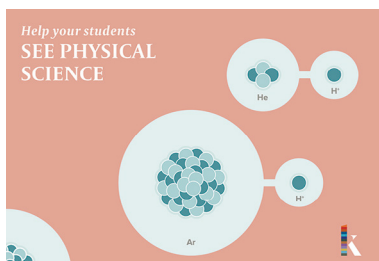 Help your students
SEE PHYSICAL
SCIENCE
He
H⁺
Ar
H⁺
K